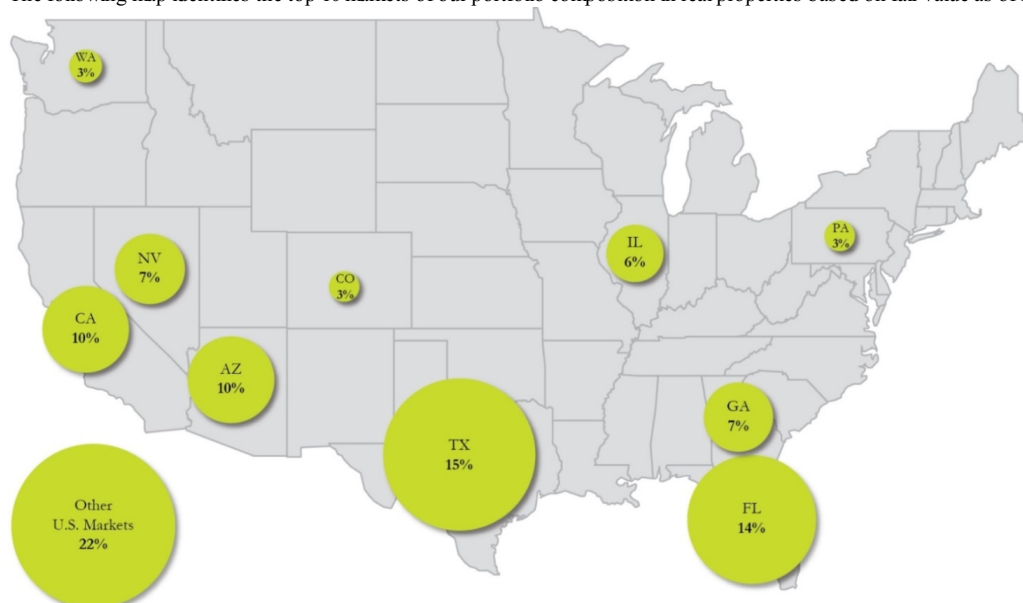 The following map identifies the top 10 markets of our portfolio composition in real properties based on fair value as of
WA
3%
NV
7%
CA
10%
AZ
10%
CO
3%
TX
15%
IL
6%
PA
3%
GA
7%
FL
14%
Other
U.S. Markets
22%